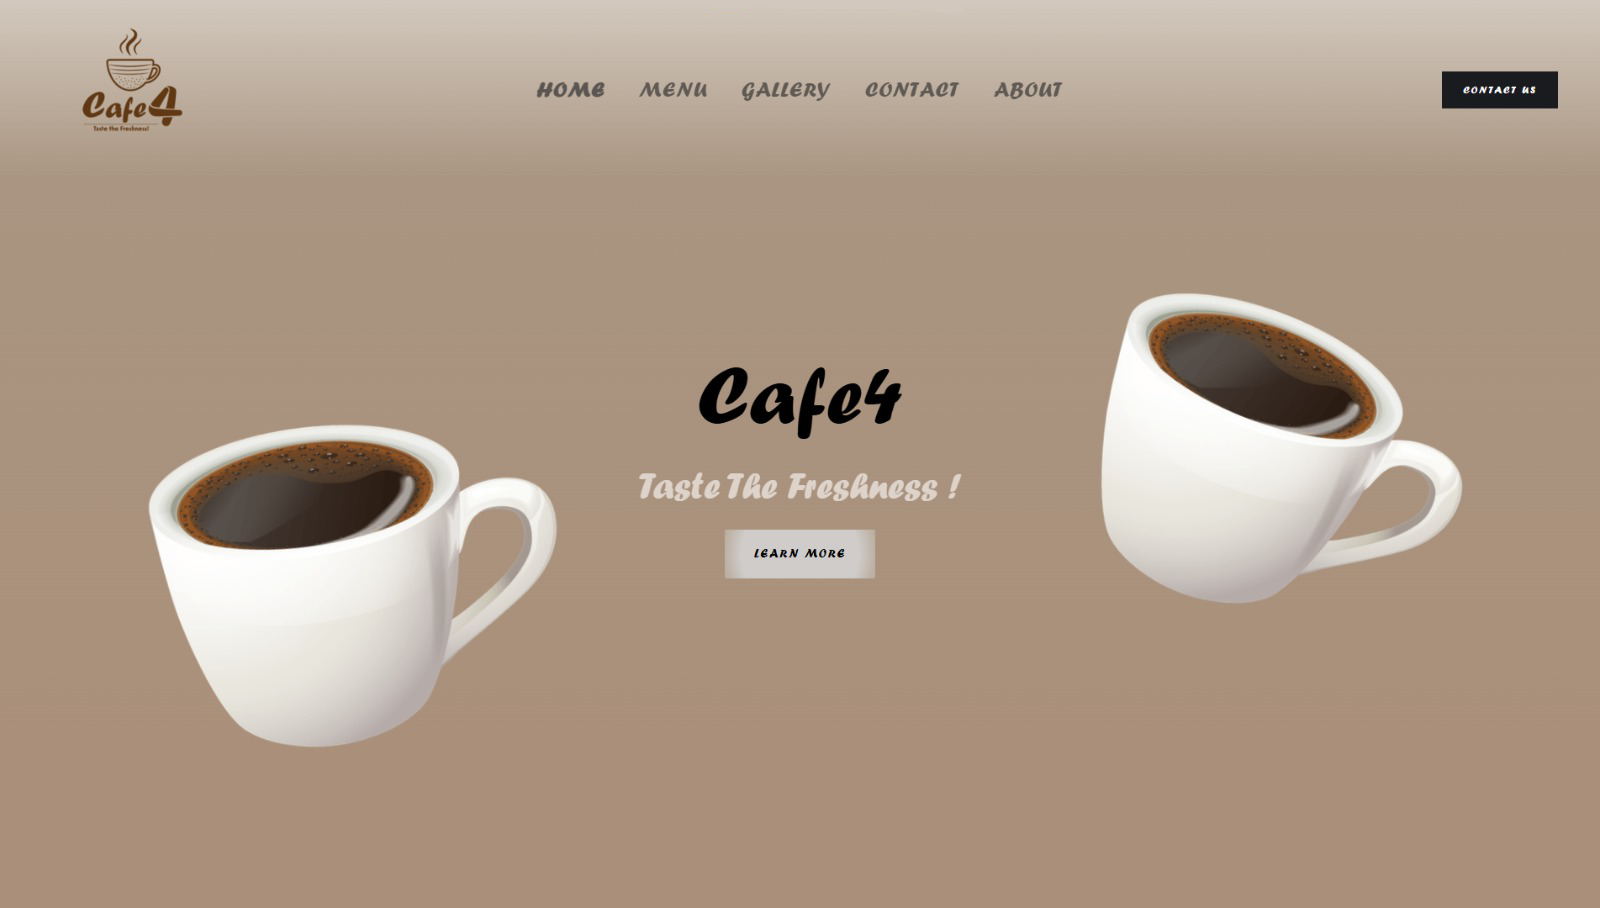 Cafe4
Taste the Freshness!
HOME MENU GALLERY CONTACT ABOUT
CONTACT US
Cafe4
Taste The Freshness !
LEARN MORE